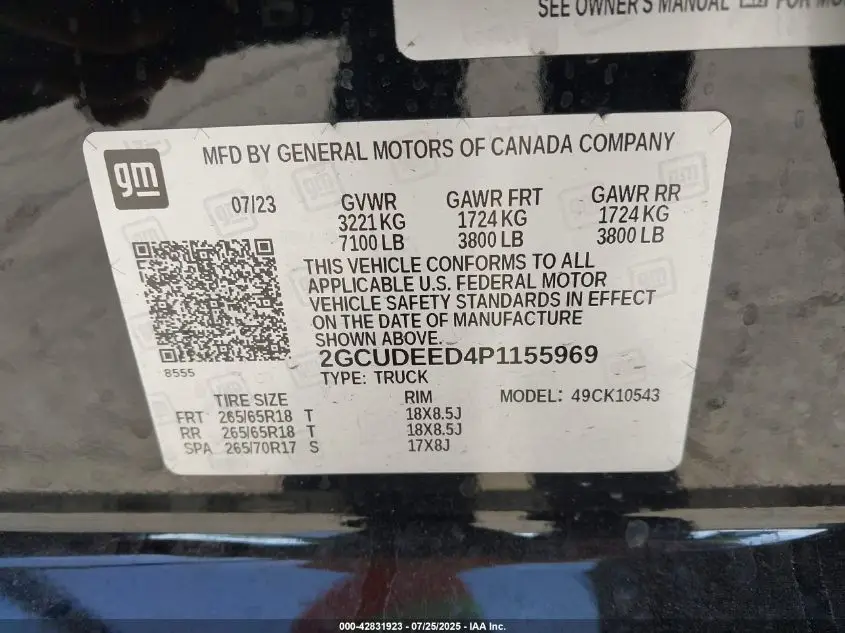 SEE OWNER'S MANUAL FOR
gm
MFD BY GENERAL MOTORS OF CANADA COMPANY
07/23 GVWR GAWR FRT GAWR RR
3221 KG 1724 KG 1724 KG
7100 LB 3800 LB 3800 LB
THIS VEHICLE CONFORMS TO ALL
APPLICABLE U.S. FEDERAL MOTOR
VEHICLE SAFETY STANDARDS IN EFFECT
ON THE DATE OF MANUFACTURE
SHOWN ABOVE.
2GCUDEED4P1155969
8555 TYPE: TRUCK
TIRE SIZE RIM MODEL: 49CK10543
FRT 265/65R18 T 18X8.5J
RR 265/65R18 T 18X8.5J
SPA 265/70R17 S 17X8J
000-42831923 / 07/25/2025 - IAA Inc.